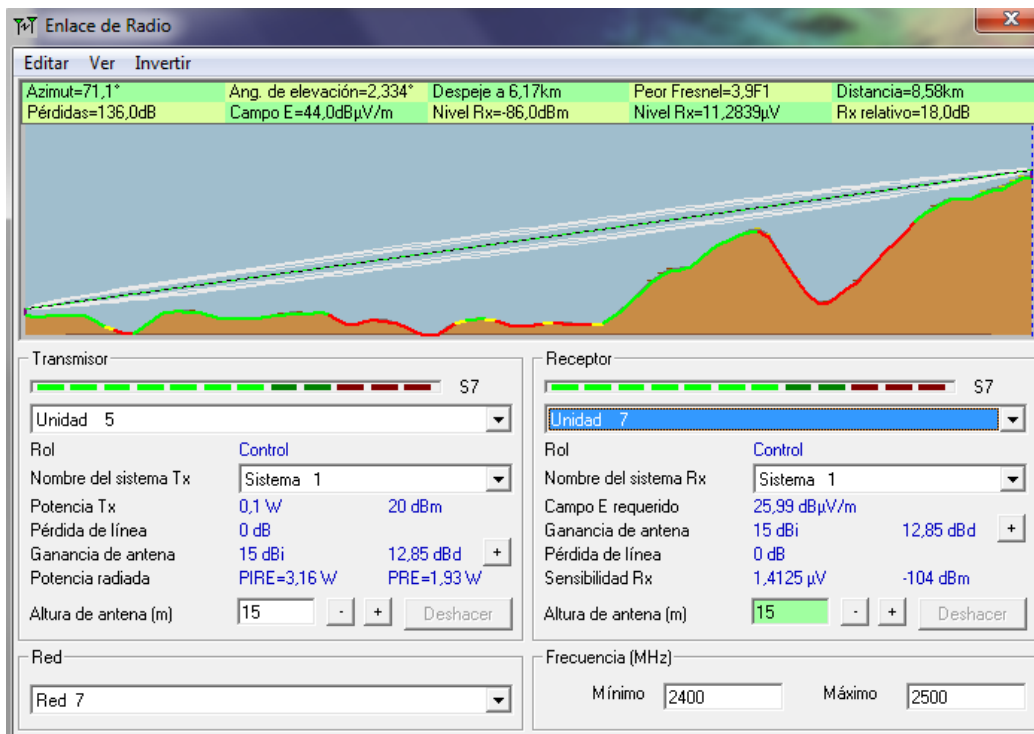 Enlace de Radio
Editar Ver Invertir
Azimut=71,1° Ang. de elevación=2,334° Despeje a 6,17km Peor Fresnel=3,9F1 Distancia=8,58km
Pérdidas=136,0dB Campo E=44,0dBµV/m Nivel Rx=-86,0dBm Nivel Rx=11,2839µV Rx relativo=18,0dB
Transmisor
S7
Unidad 5
Rol Control
Nombre del sistema Tx Sistema 1
Potencia Tx 0,1 W 20 dBm
Pérdida de línea 0 dB
Ganancia de antena 15 dBi 12,85 dBd +
Potencia radiada PIRE=3,16 W PRE=1,93 W
Altura de antena (m) 15 - + Deshacer
Receptor
S7
Unidad 7
Rol Control
Nombre del sistema Rx Sistema 1
Campo E requerido 25,99 dBµV/m
Ganancia de antena 15 dBi 12,85 dBd +
Pérdida de línea 0 dB
Sensibilidad Rx 1,4125 µV -104 dBm
Altura de antena (m) 15 - + Deshacer
Red
Red 7
Frecuencia (MHz)
Mínimo 2400 Máximo 2500